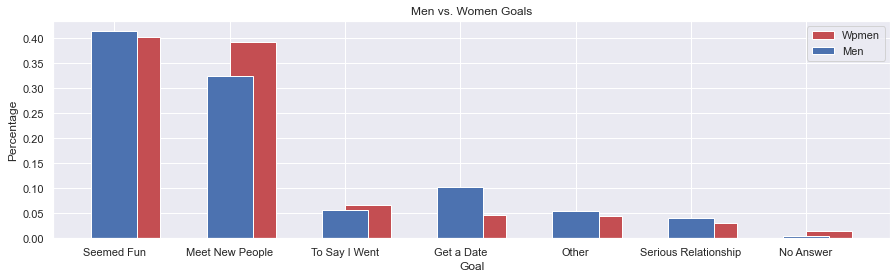 Men vs. Women Goals
Wpmen
Men
Percentage
0.40
0.35
0.30
0.25
0.20
0.15
0.10
0.05
0.00
Seemed Fun
Meet New People
To Say I Went
Get a Date
Other
Serious Relationship
No Answer
Goal